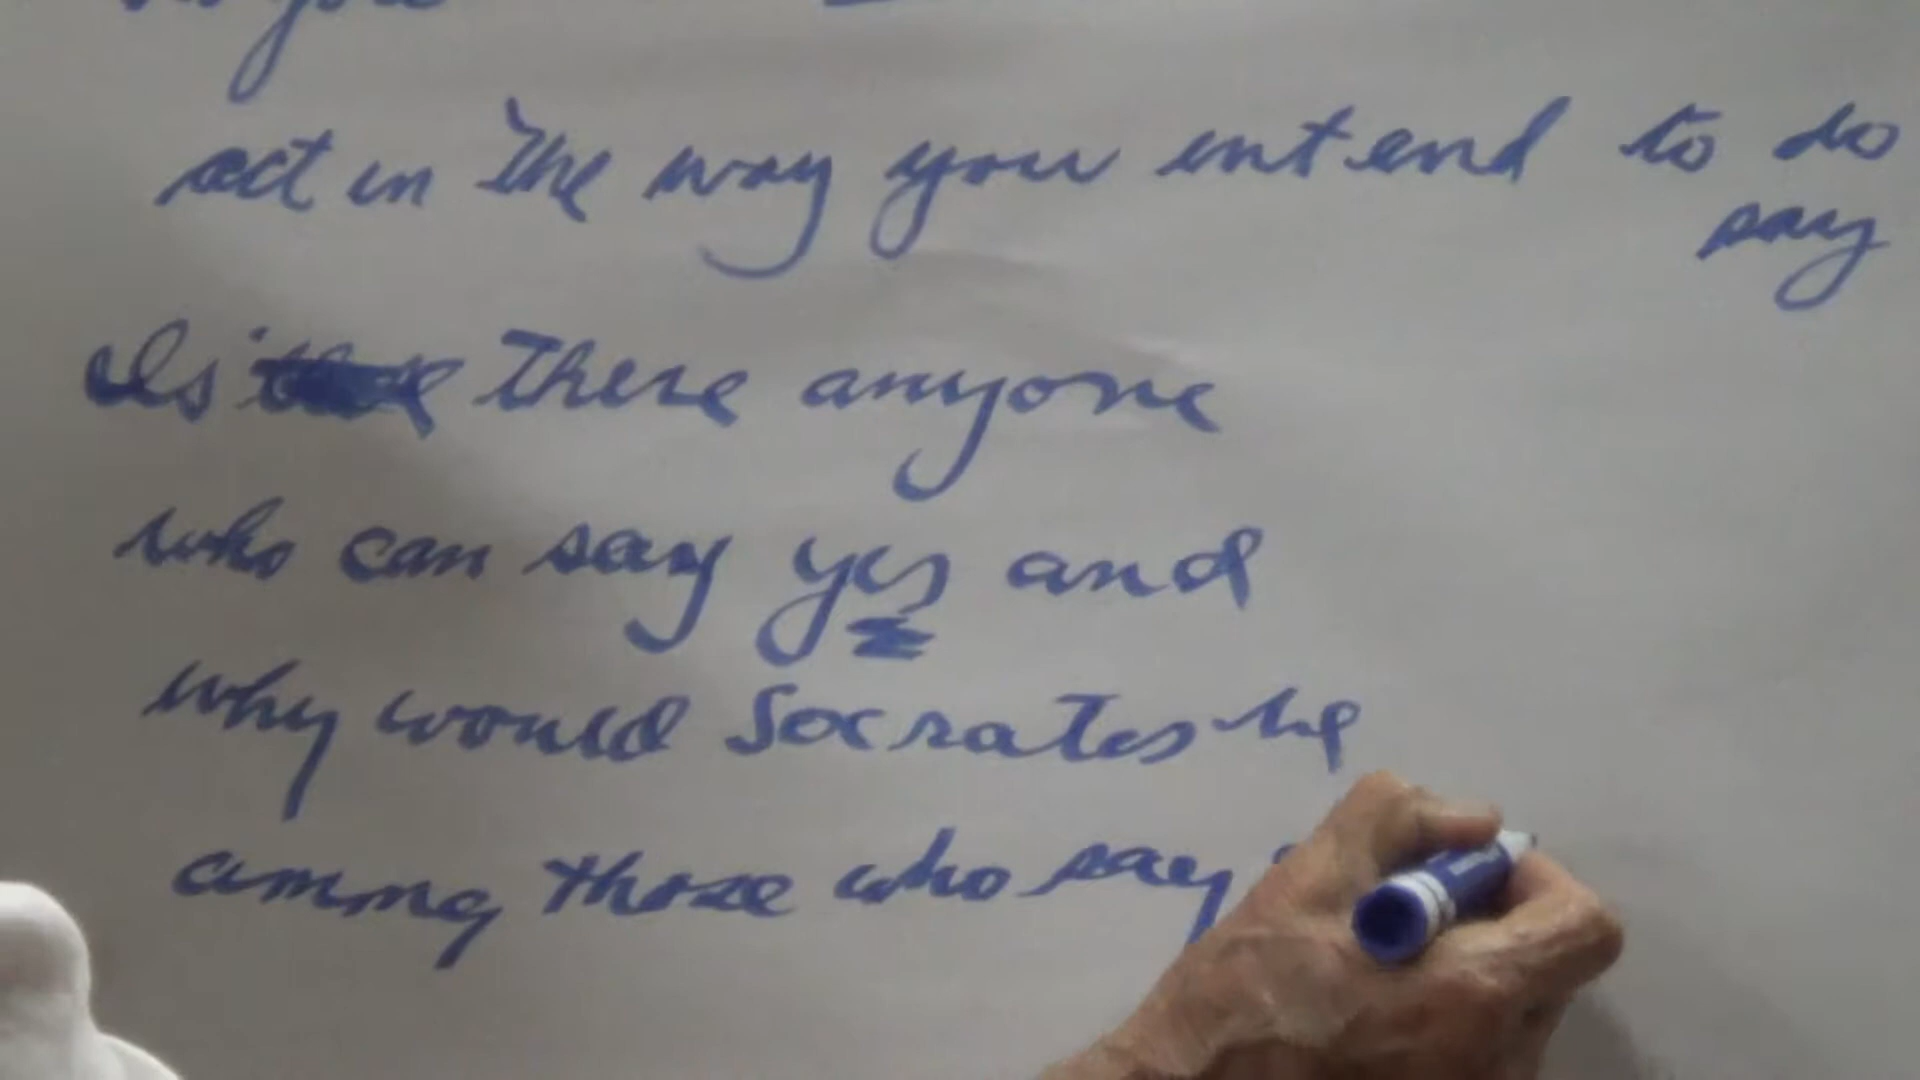 act in the way you intend to do
say
Is there anyone
who can say yes and
why would Socrates be
among those who say